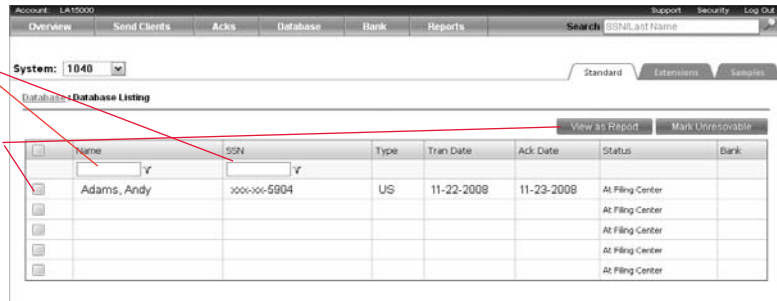 Account: LA15000 Support Security Log Out
Overview Send Clients Acks Database Bank Reports Search SSN/Last Name
System: 1040
Standard Extensions Samples
Database : Database Listing
View as Report Mark Unresovable
Name SSN Type Tran Date Ack Date Status Bank
Adams, Andy xxx-xx-5904 US 11-22-2008 11-23-2008 At Filing Center
At Filing Center
At Filing Center
At Filing Center
At Filing Center